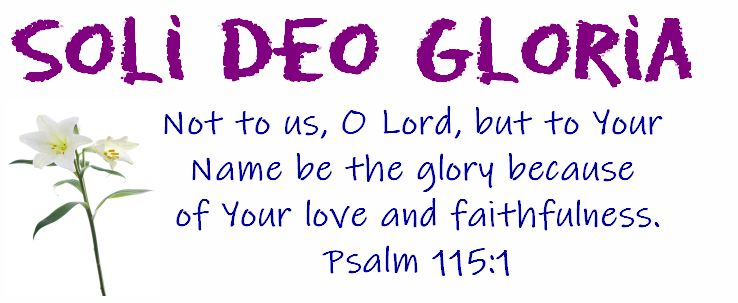 SOLi DEO GLORiA
Not to us, O Lord, but to Your
Name be the glory because
of Your love and faithfulness.
Psalm 115:1